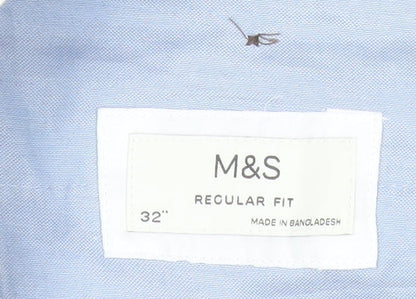 M&S
REGULAR FIT
32"
MADE IN BANGLADESH